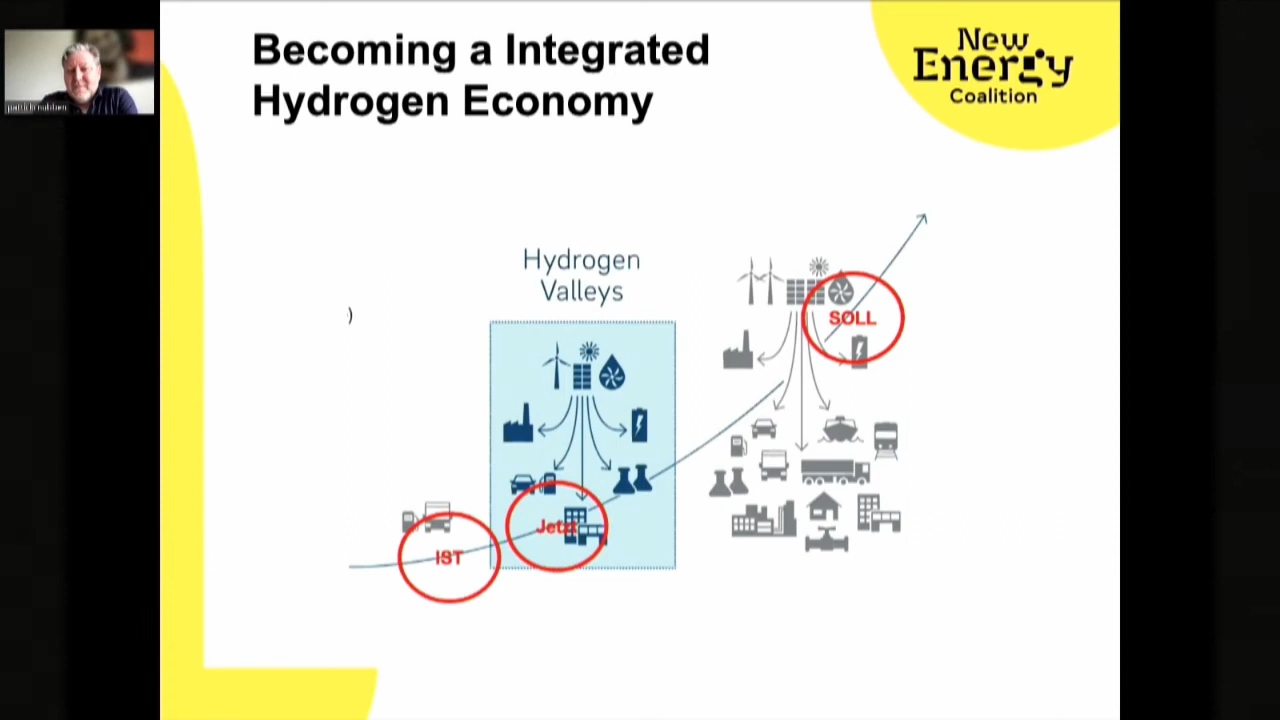 Becoming a Integrated
Hydrogen Economy
New
Energy
Coalition
Hydrogen
Valleys
)
SOLL
Jetzt
IST